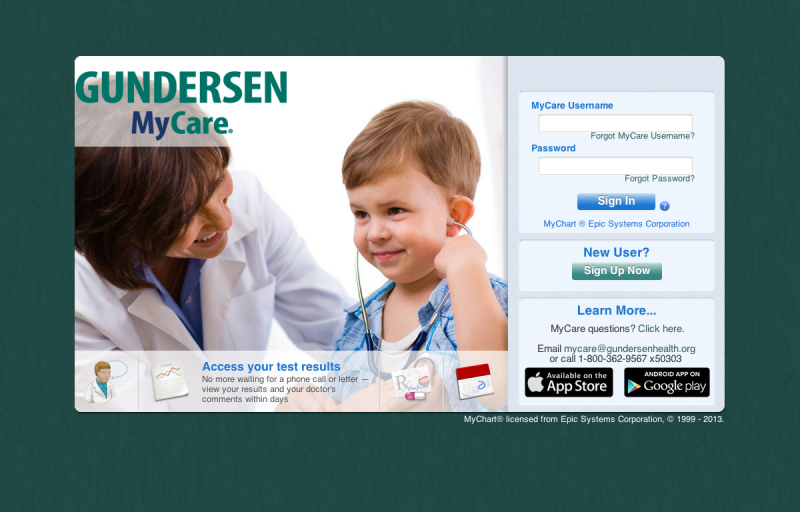 GUNDERSEN
MyCare®
MyCare Username
Forgot MyCare Username?
Password
Forgot Password?
Sign In
?
MyChart ® Epic Systems Corporation
New User?
Sign Up Now
Learn More...
MyCare questions? Click here.
Email mycare@gundersenhealth.org
or call 1-800-362-9567 x50303
Available on the
App Store
ANDROID APP ON
Google play
Access your test results
No more waiting for a phone call or letter —
view your results and your doctor's
comments within days
Rx
MyChart® licensed from Epic Systems Corporation, © 1999 - 2013.